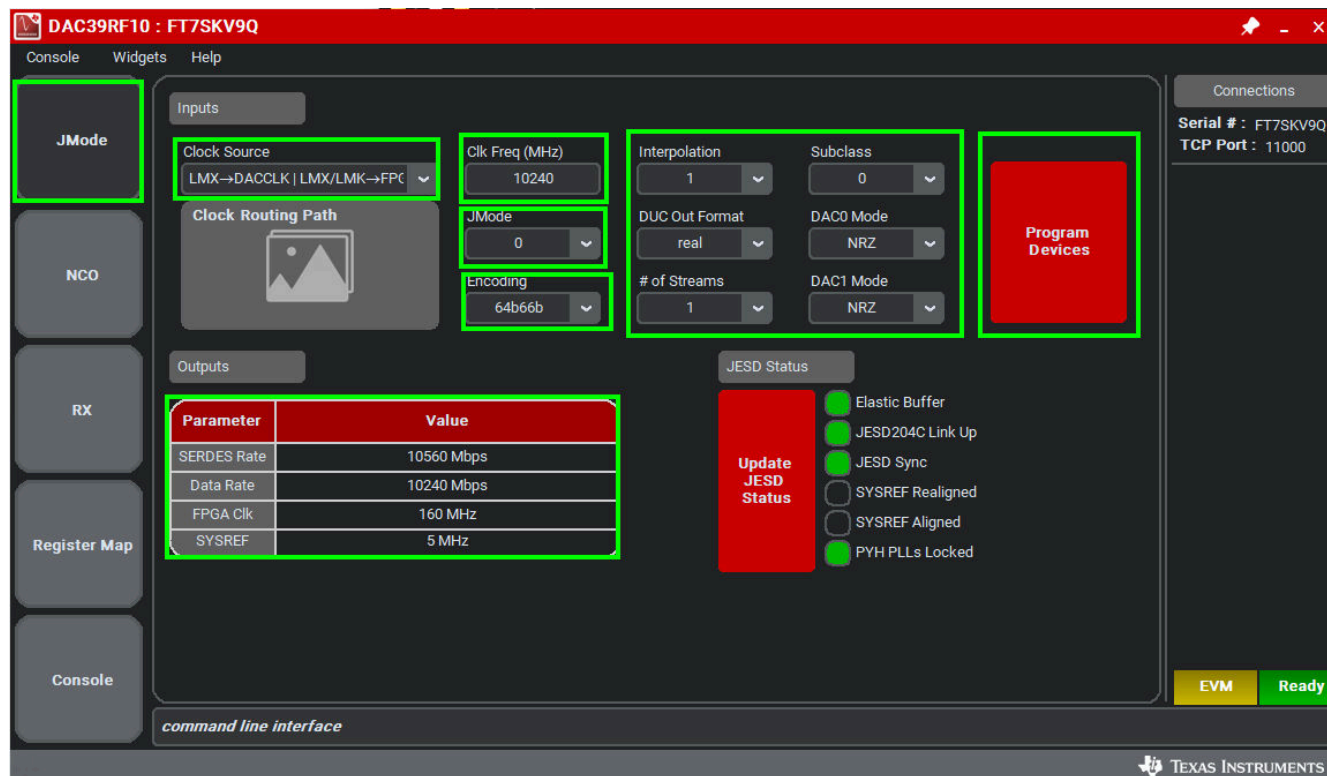 DAC39RF10 : FT7SKV9Q
Console Widgets Help
JMode
NCO
RX
Register Map
Console
Inputs
Clock Source
LMX→DACCLK | LMX/LMK→FPC
Clock Routing Path
Clk Freq (MHz)
10240
JMode
0
Encoding
64b66b
Interpolation
1
DUC Out Format
real
# of Streams
1
Subclass
0
DAC0 Mode
NRZ
DAC1 Mode
NRZ
Program
Devices
Outputs
Parameter Value
SERDES Rate 10560 Mbps
Data Rate 10240 Mbps
FPGA Clk 160 MHz
SYSREF 5 MHz
JESD Status
Update
JESD
Status
Elastic Buffer
JESD204C Link Up
JESD Sync
SYSREF Realigned
SYSREF Aligned
PYH PLLs Locked
command line interface
Connections
Serial # : FT7SKV9Q
TCP Port : 11000
EVM Ready
TEXAS INSTRUMENTS